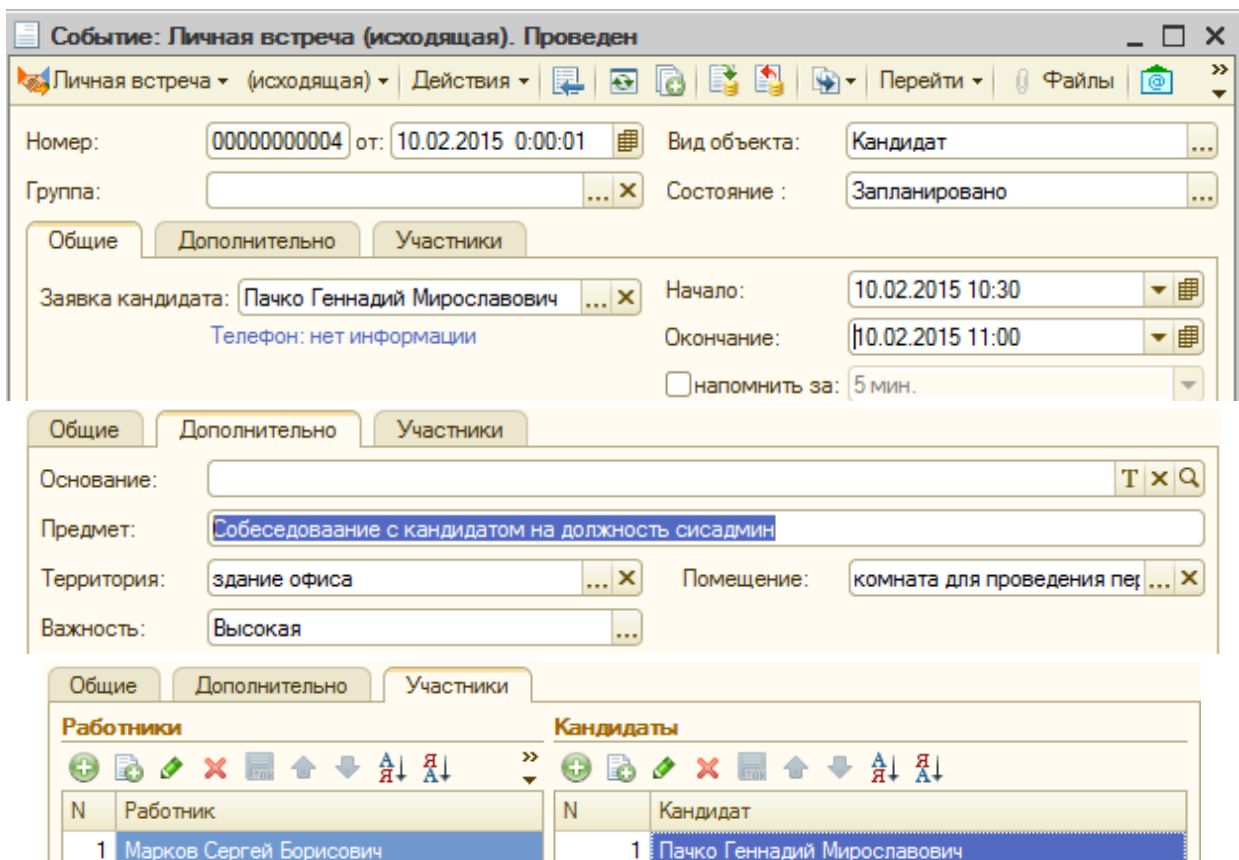 Событие: Личная встреча (исходящая). Проведен
Личная встреча (исходящая) Действия Перейти Файлы
Номер: 00000000004 от: 10.02.2015 0:00:01 Вид объекта: Кандидат ...
Группа: ... Состояние : Запланировано ...
Общие Дополнительно Участники
Заявка кандидата: Пачко Геннадий Мирославович ... Начало: 10.02.2015 10:30
Телефон: нет информации Окончание: 10.02.2015 11:00
напомнить за: 5 мин.
Общие Дополнительно Участники
Основание: T
Предмет: Собеседоваание с кандидатом на должность сисадмин
Территория: здание офиса ... Помещение: комната для проведения пер ...
Важность: Высокая ...
Общие Дополнительно Участники
Работники Кандидаты
N Работник N Кандидат
1 Марков Сергей Борисович 1 Пачко Геннадий Мирославович